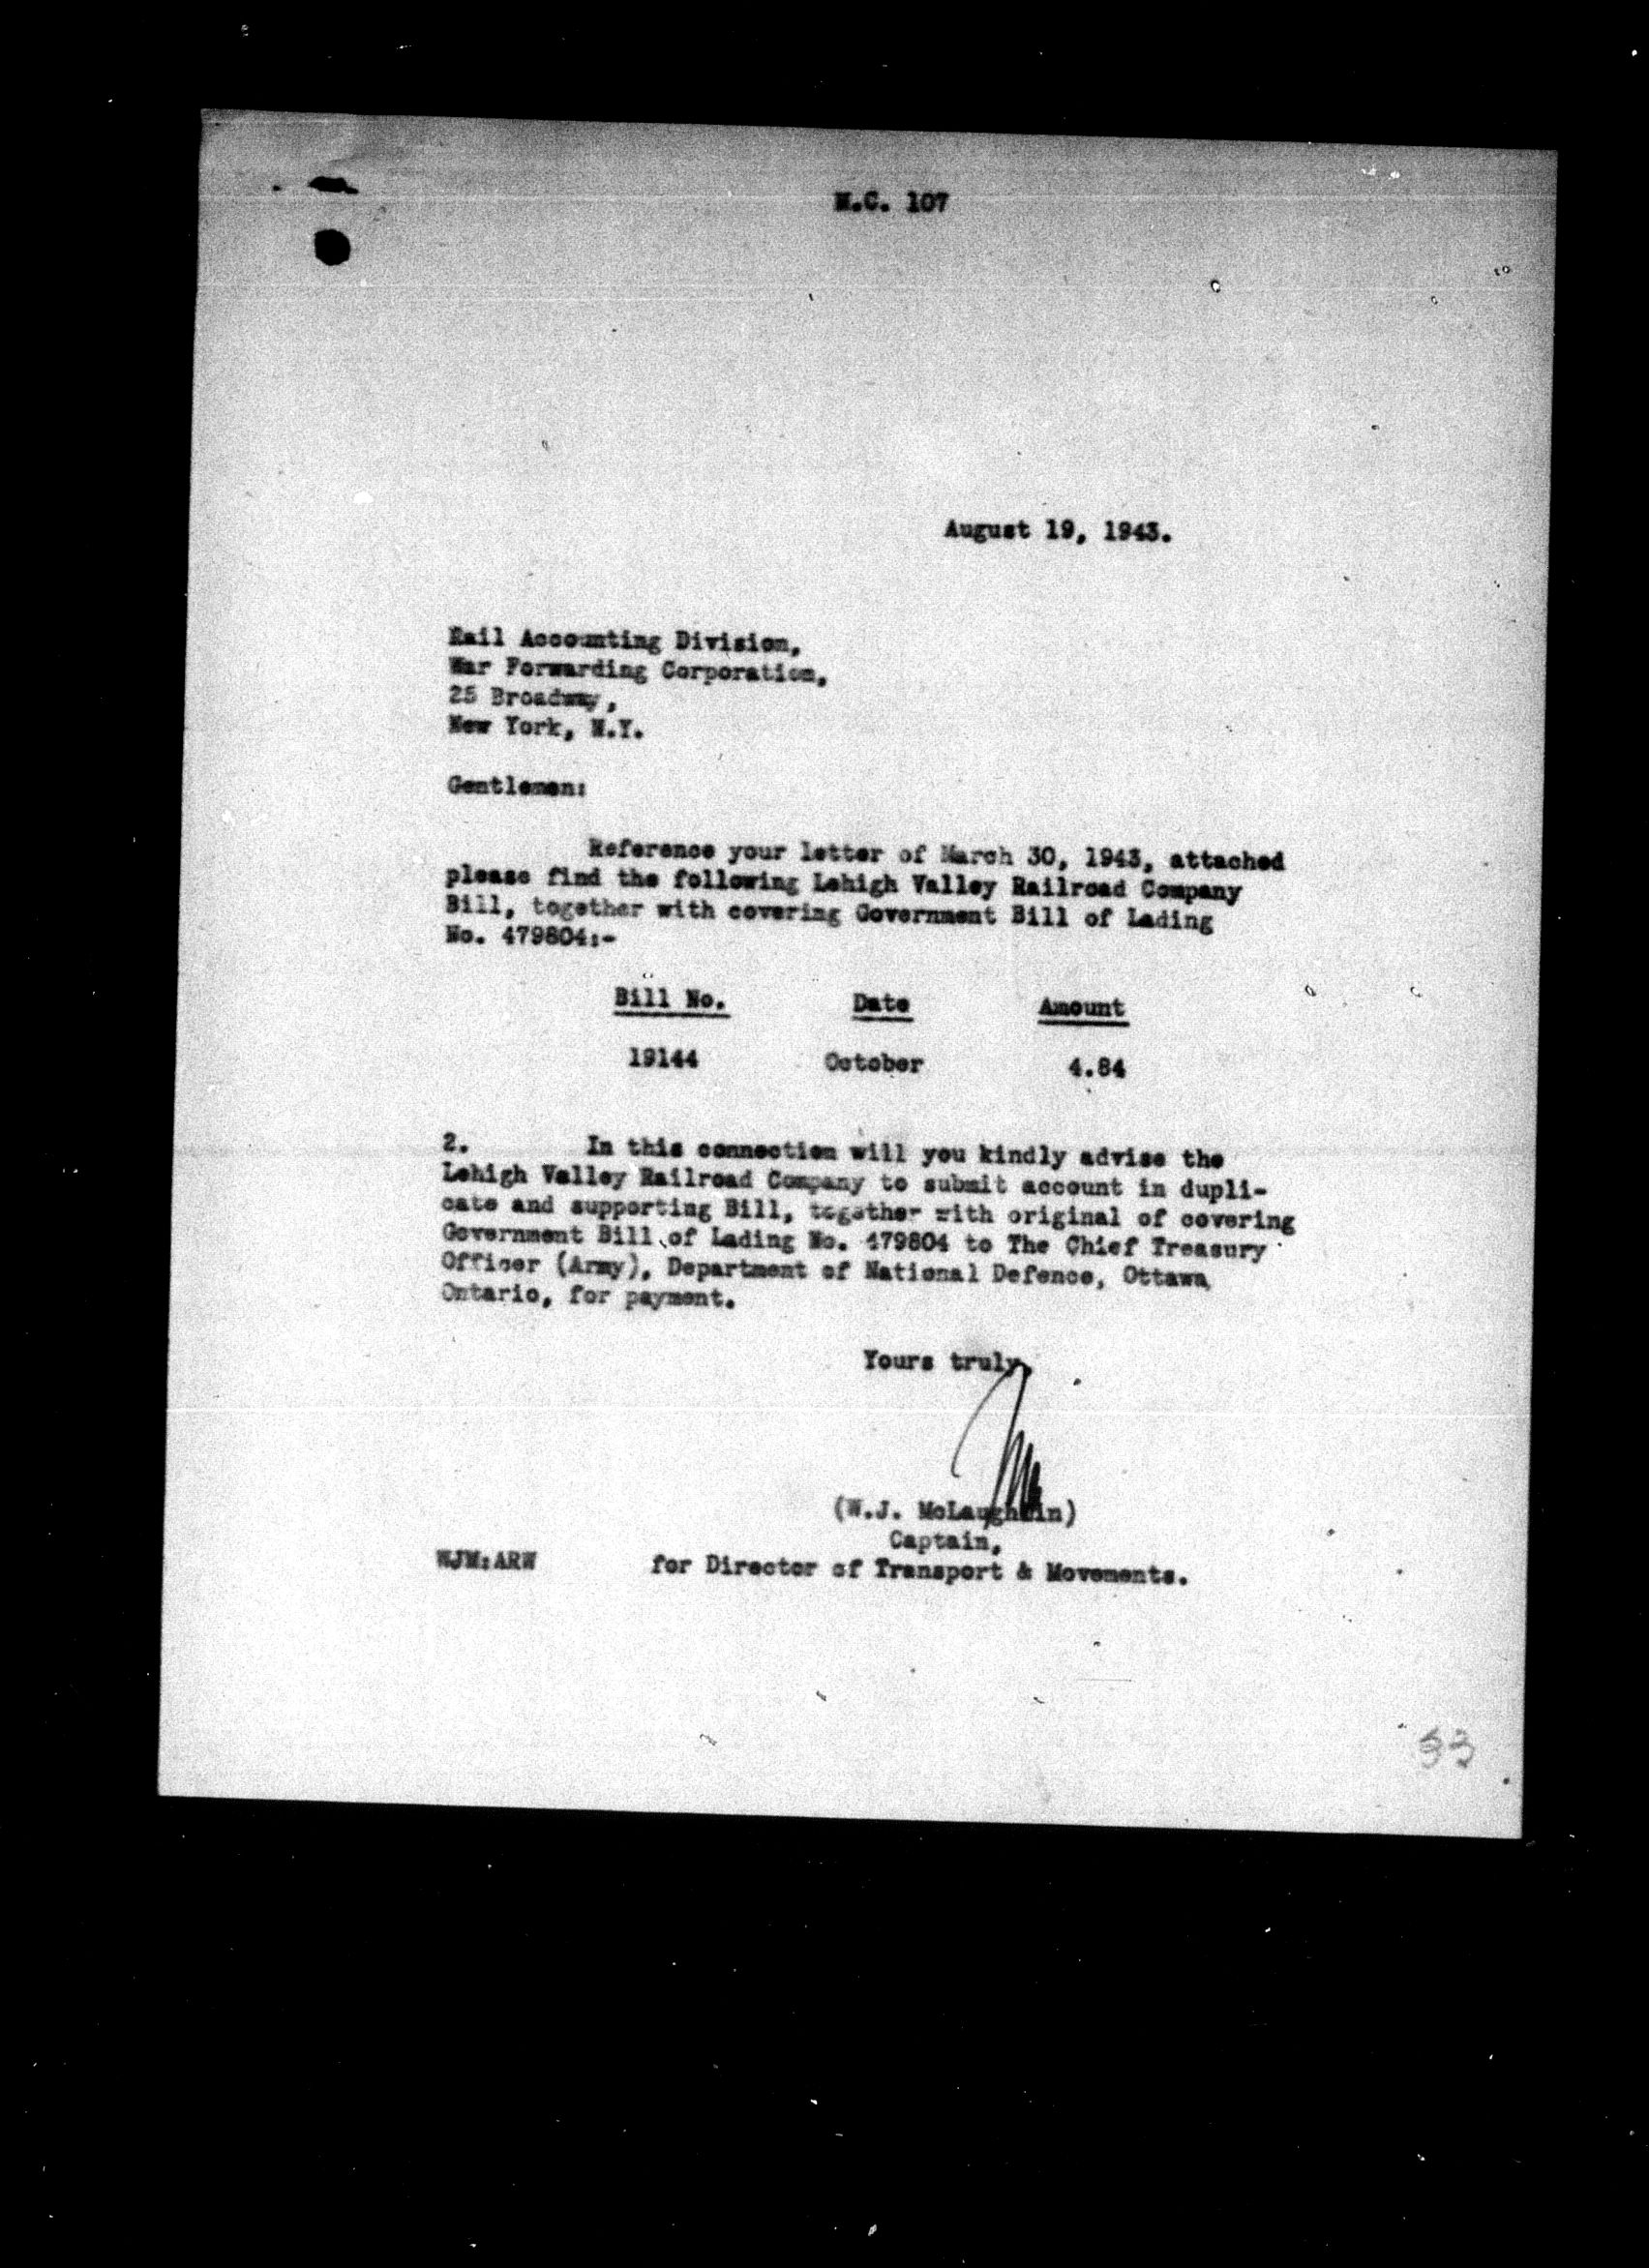 M.C. 107
August 19, 1943.
Rail Accounting Division,
War Forwarding Corporation,
25 Broadway,
New York, N.Y.
Gentlemen:
Reference your letter of March 30, 1943, attached
please find the following Lehigh Valley Railroad Company
Bill, together with covering Government Bill of Lading
No. 479804:-
Bill No. Date Amount
19144 October 4.84
2. In this connection will you kindly advise the
Lehigh Valley Railroad Company to submit account in dupli-
cate and supporting Bill, together with original of covering
Government Bill of Lading No. 479804 to The Chief Treasury
Officer (Army), Department of National Defence, Ottawa,
Ontario, for payment.
Yours truly,
(W.J. McLaughlin)
Captain,
WJM:ARW for Director of Transport & Movements.
33